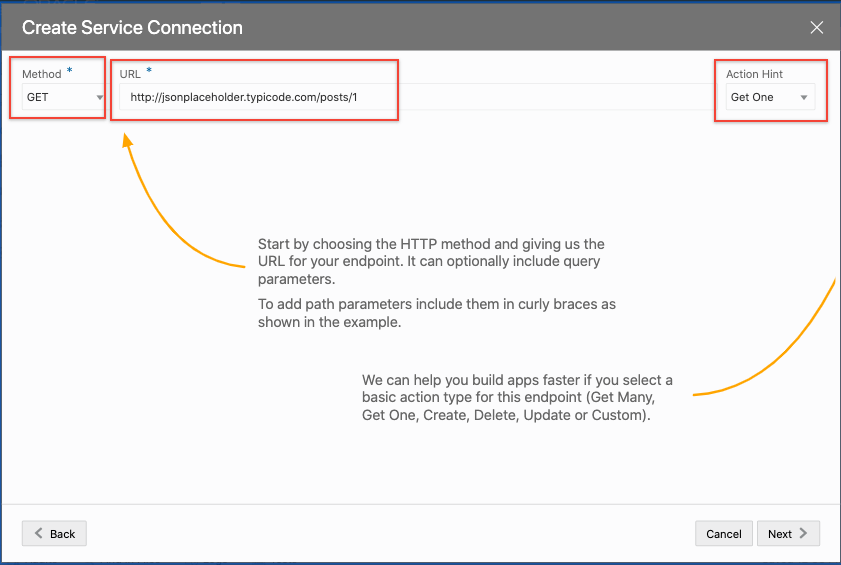 Create Service Connection
Method * URL * Action Hint
GET http://jsonplaceholder.typicode.com/posts/1 Get One
Start by choosing the HTTP method and giving us the
URL for your endpoint. It can optionally include query
parameters.
To add path parameters include them in curly braces as
shown in the example.
We can help you build apps faster if you select a
basic action type for this endpoint (Get Many,
Get One, Create, Delete, Update or Custom).
Back Cancel Next